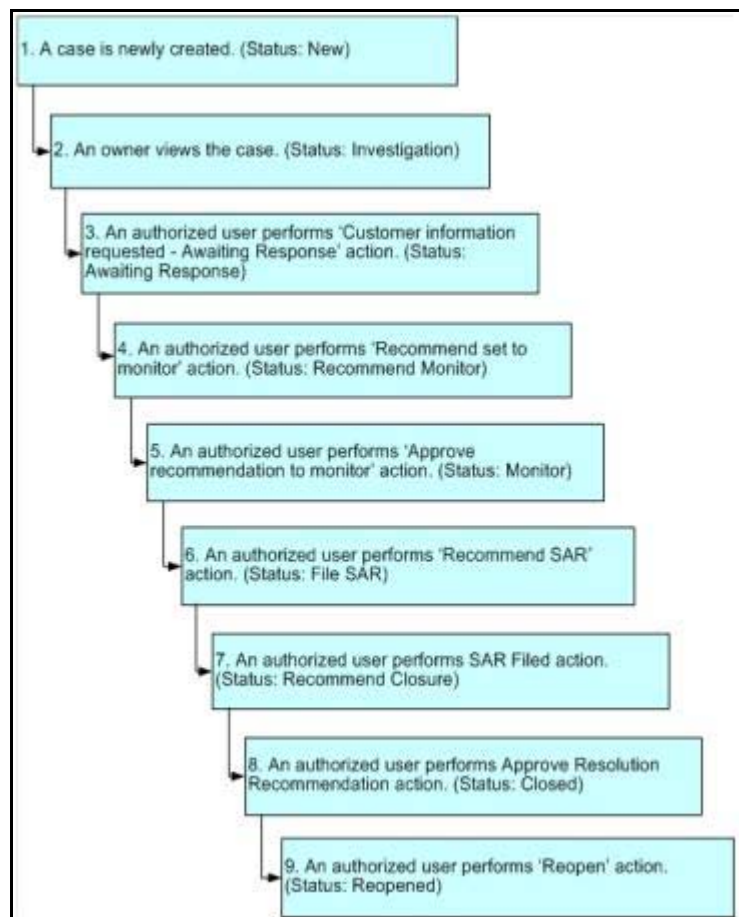 1. A case is newly created. (Status: New)
2. An owner views the case. (Status: Investigation)
3. An authorized user performs ‘Customer information
requested - Awaiting Response’ action. (Status:
Awaiting Response)
4. An authorized user performs ‘Recommend set to
monitor’ action. (Status: Recommend Monitor)
5. An authorized user performs ‘Approve
recommendation to monitor’ action. (Status: Monitor)
6. An authorized user performs ‘Recommend SAR’
action. (Status: File SAR)
7. An authorized user performs SAR Filed action.
(Status: Recommend Closure)
8. An authorized user performs Approve Resolution
Recommendation action. (Status: Closed)
9. An authorized user performs ‘Reopen’ action.
(Status: Reopened)